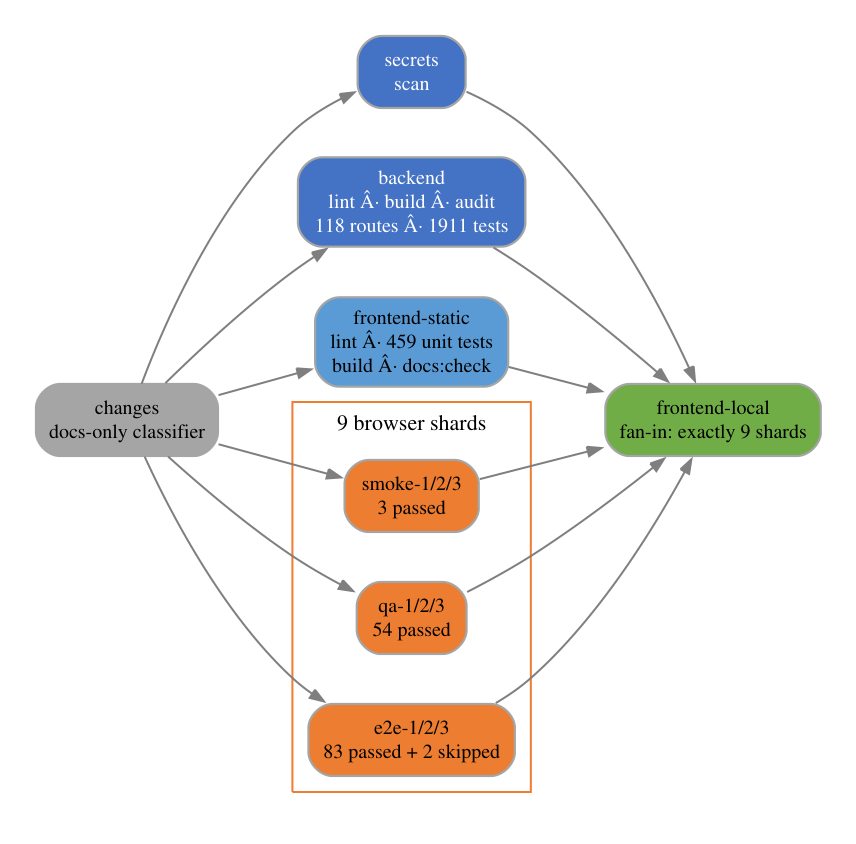 secrets
scan
backend
lint Â· build Â· audit
118 routes Â· 1911 tests
frontend-static
lint Â· 459 unit tests
build Â· docs:check
changes
docs-only classifier
frontend-local
fan-in: exactly 9 shards
9 browser shards
smoke-1/2/3
3 passed
qa-1/2/3
54 passed
e2e-1/2/3
83 passed + 2 skipped